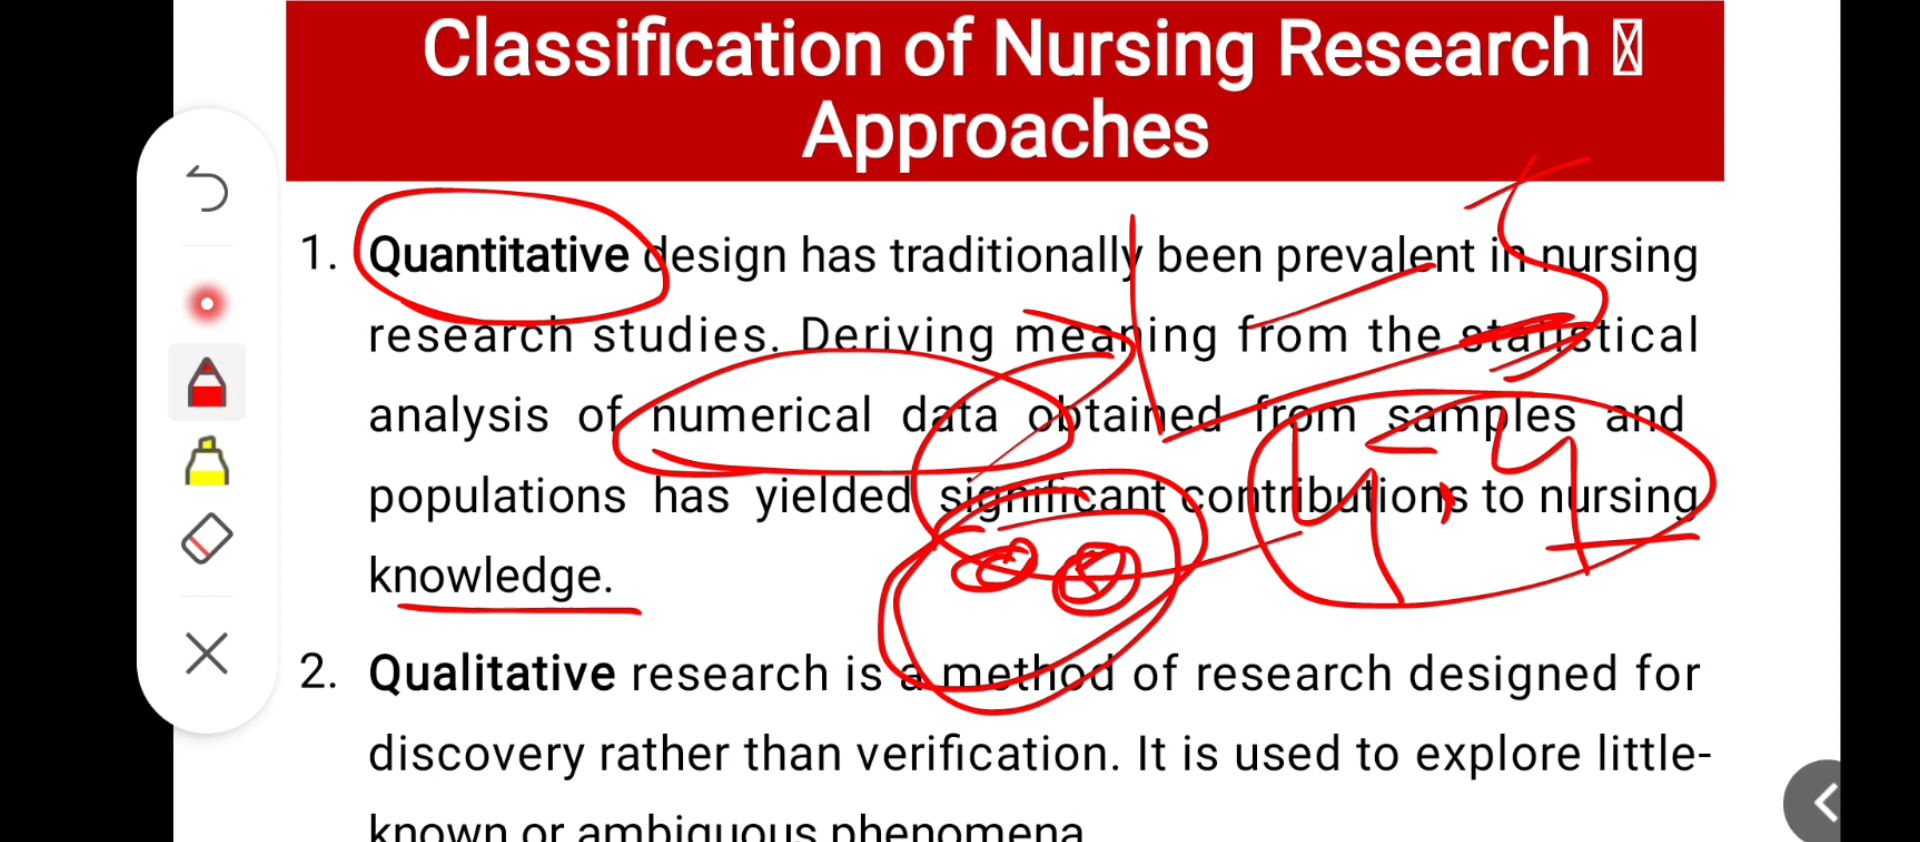 Classification of Nursing Research
Approaches
1. Quantitative design has traditionally been prevalent in nursing
research studies. Deriving meaning from the statistical
analysis of numerical data obtained from samples and
populations has yielded significant contributions to nursing
knowledge.
2. Qualitative research is a method of research designed for
discovery rather than verification. It is used to explore little-
known or ambiguous phenomena